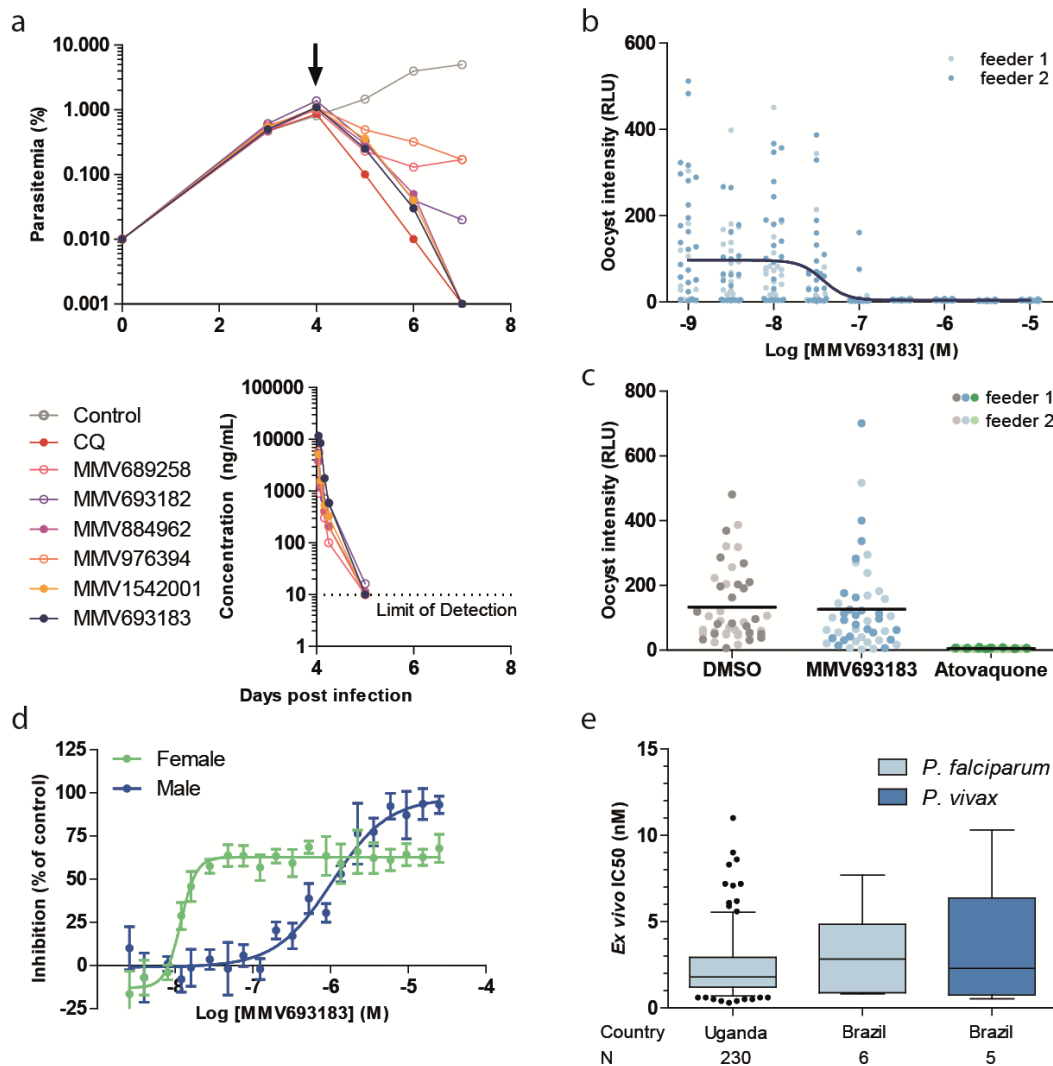 a
10.000
1.000
0.100
0.010
0.001
Parasitemia (%)
0 2 4 6 8
Control
CQ
MMV689258
MMV693182
MMV884962
MMV976394
MMV1542001
MMV693183
100000
10000
1000
100
10
1
Concentration (ng/mL)
Limit of Detection
4 6 8
Days post infection
b
600
400
200
0
Oocyst intensity (RLU)
feeder 1
feeder 2
-9 -8 -7 -6 -5
Log [MMV693183] (M)
c
800
600
400
200
0
Oocyst intensity (RLU)
feeder 1
feeder 2
DMSO MMV693183 Atovaquone
d
125
100
75
50
25
0
-25
Inhibition (% of control)
Female
Male
-8 -7 -6 -5 -4
Log [MMV693183] (M)
e
15
10
5
0
Ex vivo IC50 (nM)
P. falciparum
P. vivax
Country Uganda Brazil Brazil
N 230 6 5